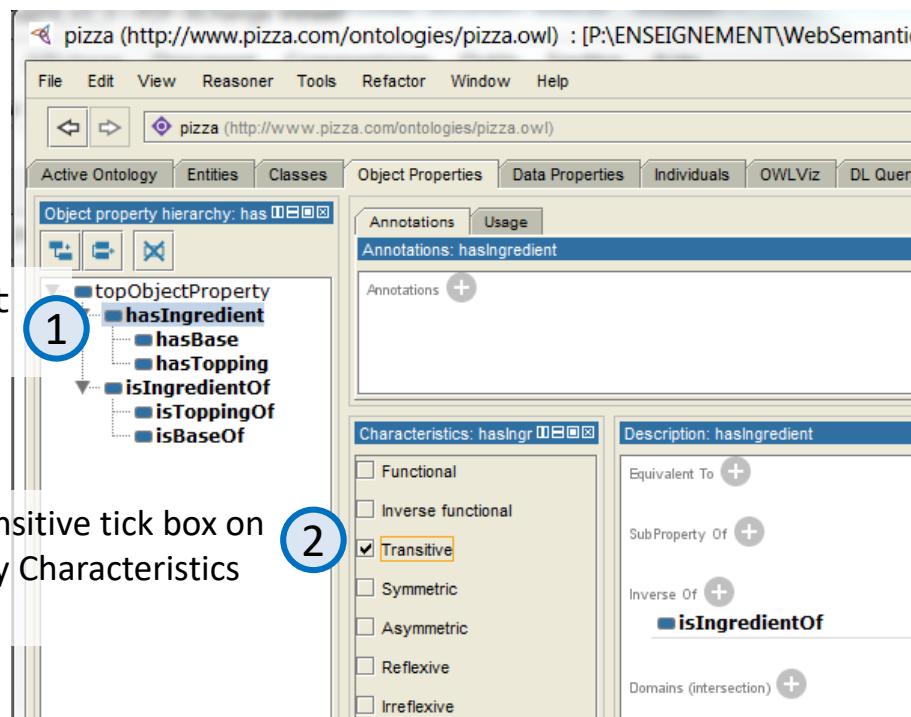 pizza (http://www.pizza.com/ontologies/pizza.owl) : [P:\ENSEIGNEMENT\WebSemanti
File Edit View Reasoner Tools Refactor Window Help
pizza (http://www.pizza.com/ontologies/pizza.owl)
Active Ontology Entities Classes Object Properties Data Properties Individuals OWLViz DL Quer
Object property hierarchy: has
Annotations Usage
Annotations: hasIngredient
Annotations
topObjectProperty
hasIngredient
hasBase
hasTopping
isIngredientOf
isToppingOf
isBaseOf
t
1
Characteristics: hasIngr
Functional
Inverse functional
Transitive
Symmetric
Asymmetric
Reflexive
Irreflexive
nsitive tick box on
y Characteristics
2
Description: hasIngredient
Equivalent To
SubProperty Of
Inverse Of
isIngredientOf
Domains (intersection)